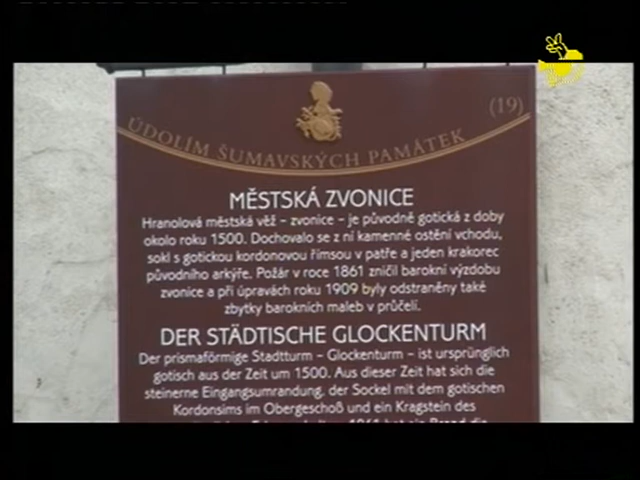 ÚDOLÍM ŠUMAVSKÝCH PAMÁTEK
(19)
MĚSTSKÁ ZVONICE
Hranolová městská věž – zvonice – je původně gotická z doby
okolo roku 1500. Dochovalo se z ní kamenné ostění vchodu,
sokl s gotickou kordonovou římsou v patře a jeden krakorec
původního arkýře. Požár v roce 1861 zničil barokní výzdobu
zvonice a při úpravách roku 1909 byly odstraněny také
zbytky barokních maleb v průčelí.
DER STÄDTISCHE GLOCKENTURM
Der prismaförmige Stadtturm – Glockenturm – ist ursprünglich
gotisch aus der Zeit um 1500. Aus dieser Zeit hat sich die
steinerne Eingangsumrandung, der Sockel mit dem gotischen
Kordonsims im Obergeschoß und ein Kragstein des